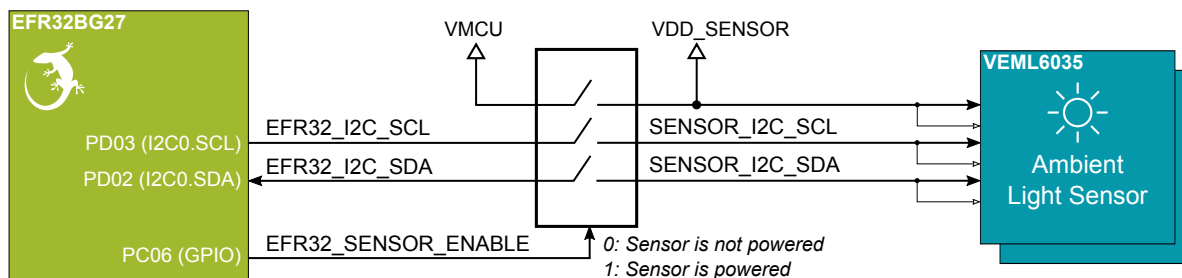 EFR32BG27
VMCU
VDD_SENSOR
VEML6035
EFR32_I2C_SCL
SENSOR_I2C_SCL
PD03 (I2C0.SCL)
EFR32_I2C_SDA
SENSOR_I2C_SDA
PD02 (I2C0.SDA)
Ambient
Light Sensor
EFR32_SENSOR_ENABLE
PC06 (GPIO)
0: Sensor is not powered
1: Sensor is powered